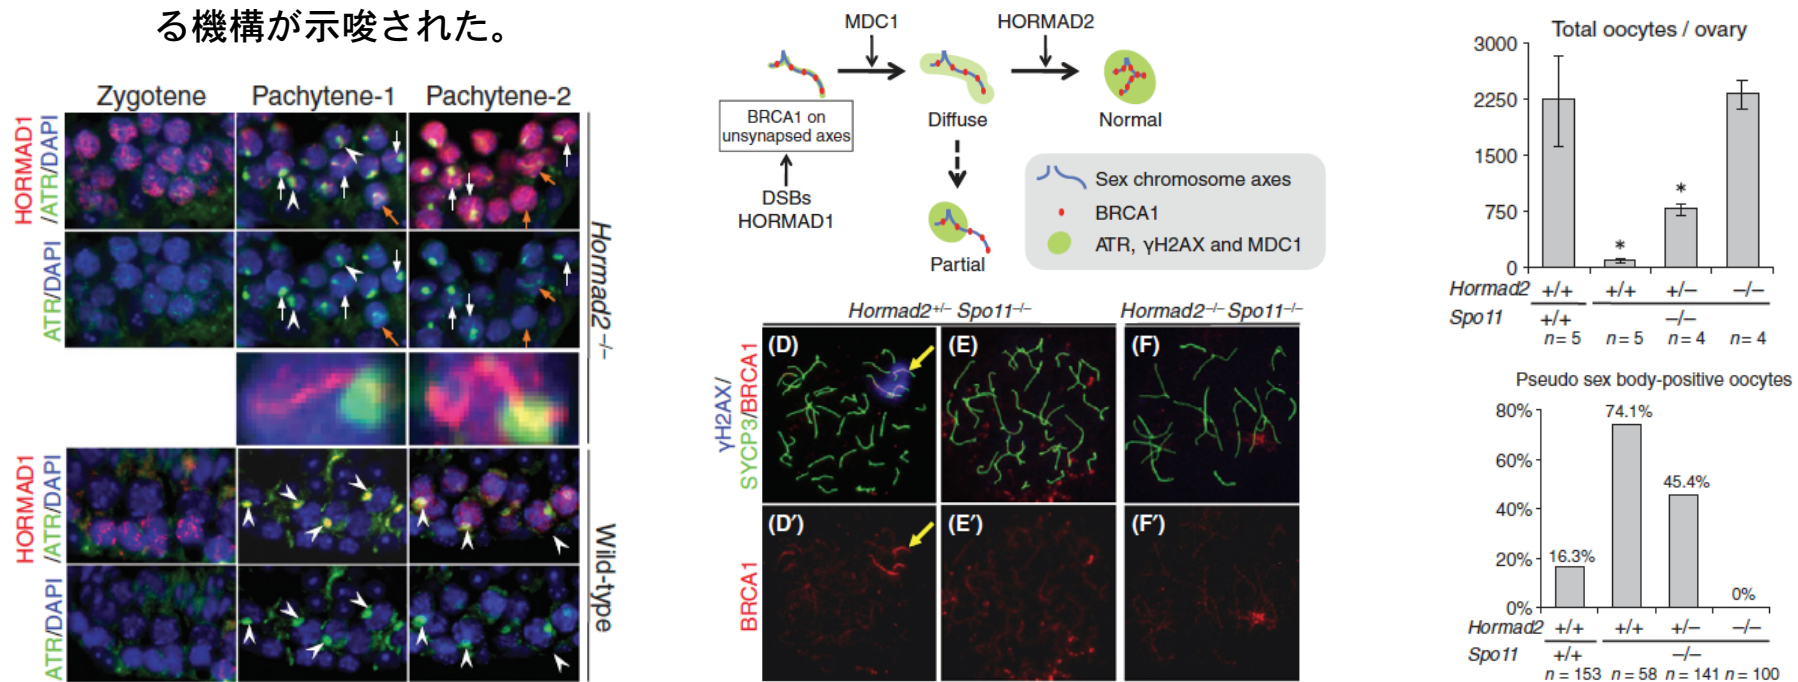 る機構が示唆された。
Zygotene
Pachytene-1
Pachytene-2
HORMAD1
/ATR/DAPI
ATR/DAPI
Hormad2 –/–
HORMAD1
/ATR/DAPI
ATR/DAPI
Wild-type
MDC1
HORMAD2
BRCA1 on
unsynapsed axes
Diffuse
Normal
DSBs
HORMAD1
Partial
Sex chromosome axes
BRCA1
ATR, γH2AX and MDC1
Hormad2+/– Spo11–/–
Hormad2–/– Spo11–/–
γH2AX/
SYCP3/BRCA1
(D)
(E)
(F)
BRCA1
(D′)
(E′)
(F′)
Total oocytes / ovary
3000
2250
1500
750
0
*
*
Hormad2 +/+ +/+ +/– –/–
Spo11 +/+ –/–
n = 5 n = 5 n = 4 n = 4
Pseudo sex body-positive oocytes
80%
60%
40%
20%
0%
16.3%
74.1%
45.4%
0%
Hormad2 +/+ +/+ +/– –/–
Spo11 +/+ –/–
n = 153 n = 58 n = 141 n = 100